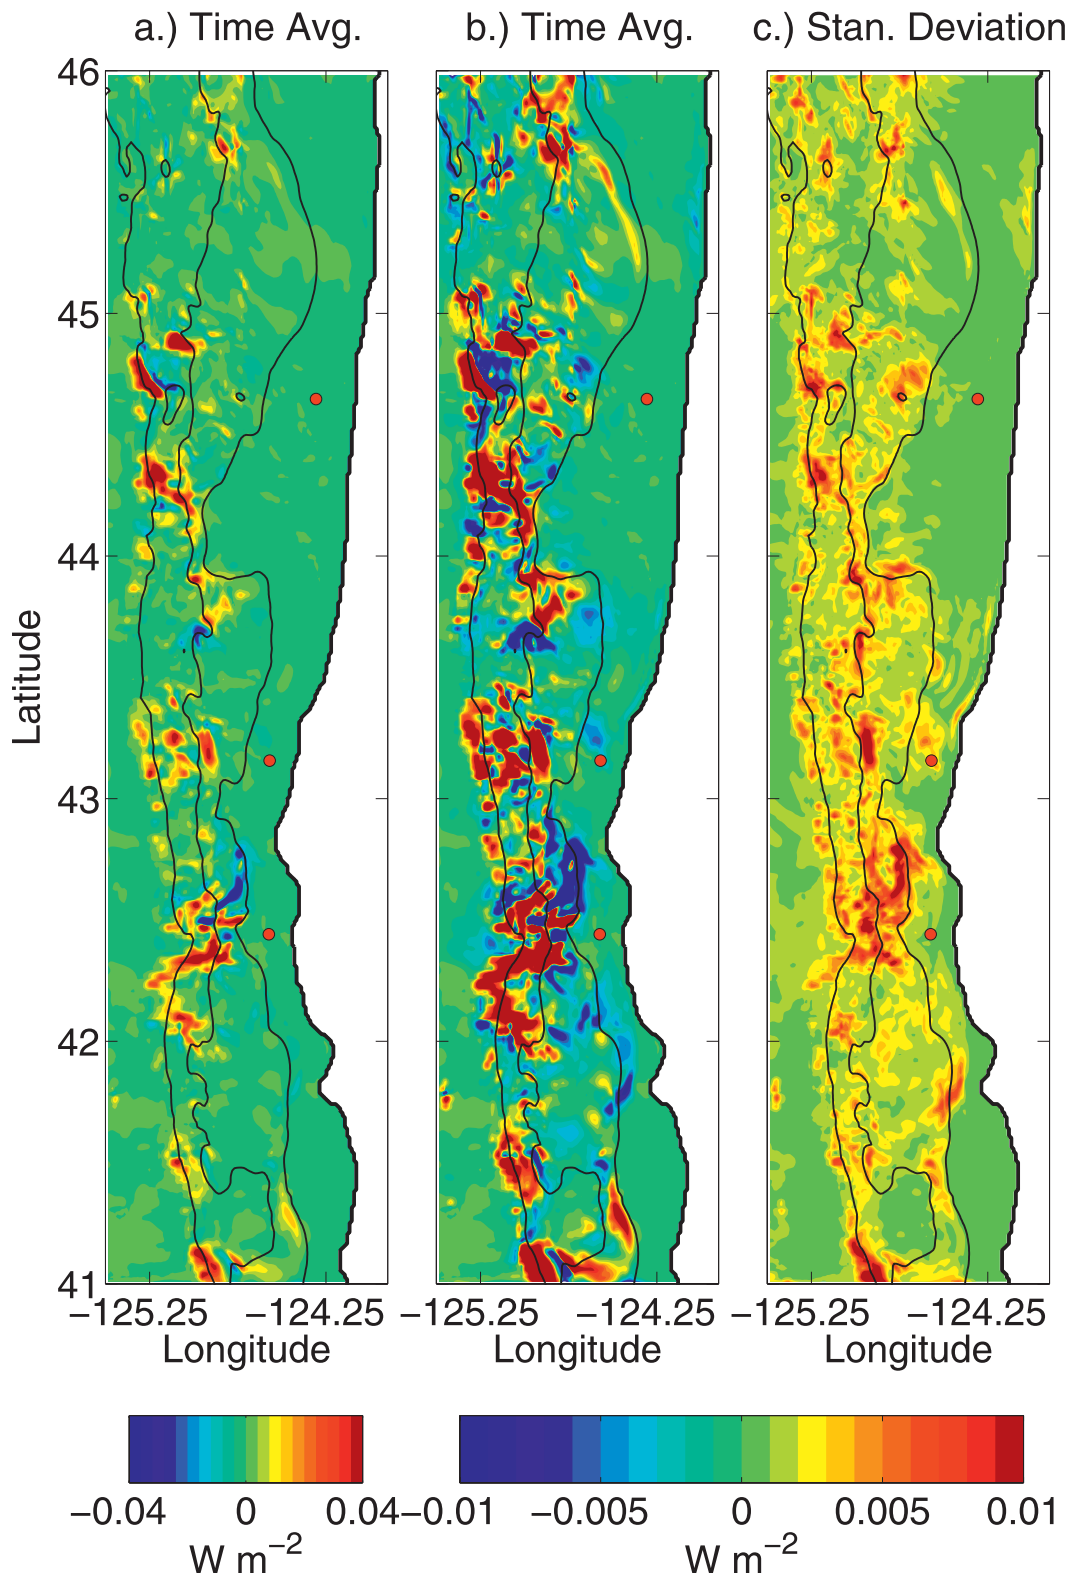 a.) Time Avg. b.) Time Avg. c.) Stan. Deviation
46
45
44
43
42
41
Latitude
−125.25 −124.25 −125.25 −124.25 −125.25 −124.25
Longitude Longitude Longitude
−0.04 0 0.04 −0.01 −0.005 0 0.005 0.01
W m⁻² W m⁻²